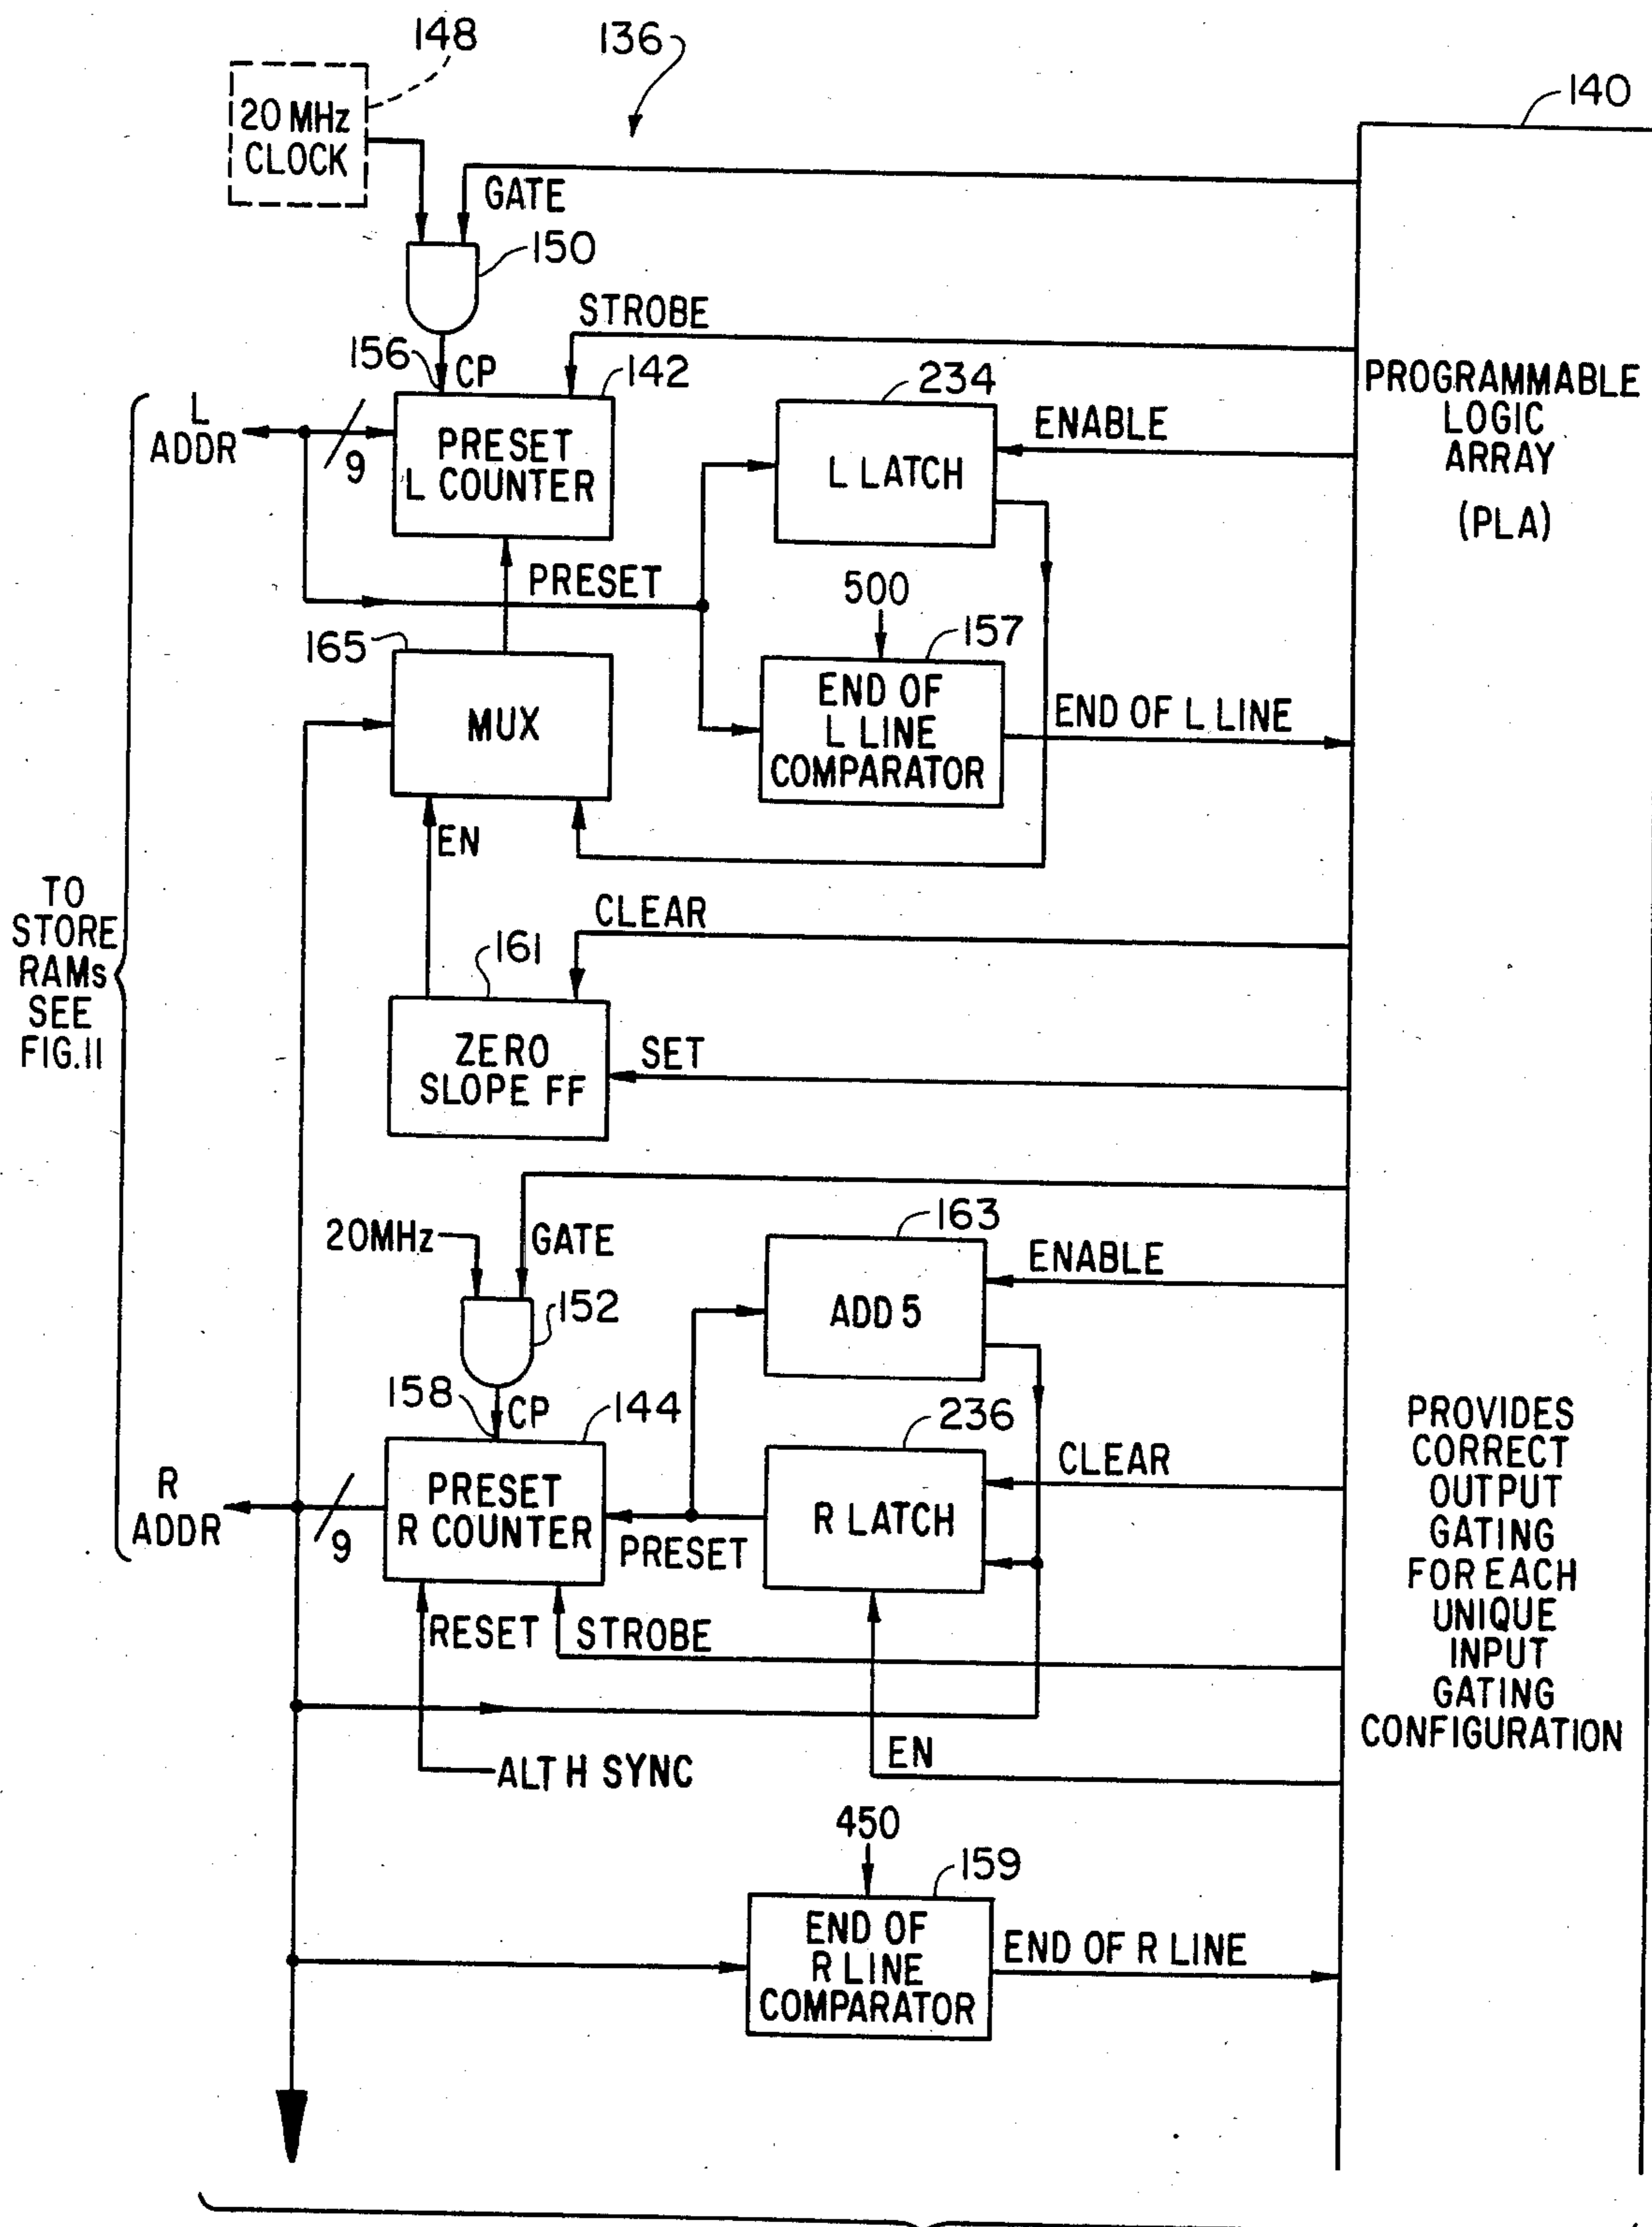 148
136
140
20 MHz
CLOCK
GATE
150
STROBE
156
CP
142
234
PROGRAMMABLE
LOGIC
ARRAY
(PLA)
L
ADDR
9
PRESET
L COUNTER
L LATCH
ENABLE
PRESET
500
157
165
MUX
END OF
L LINE
COMPARATOR
END OF L LINE
EN
TO
STORE
RAMs
SEE
FIG.11
CLEAR
161
ZERO
SLOPE FF
SET
20MHz
GATE
163
152
ADD 5
ENABLE
158
CP
144
236
R
ADDR
9
PRESET
R COUNTER
PRESET
R LATCH
CLEAR
PROVIDES
CORRECT
OUTPUT
GATING
FOR EACH
UNIQUE
INPUT
GATING
CONFIGURATION
RESET
STROBE
ALT H SYNC
EN
450
159
END OF
R LINE
COMPARATOR
END OF R LINE